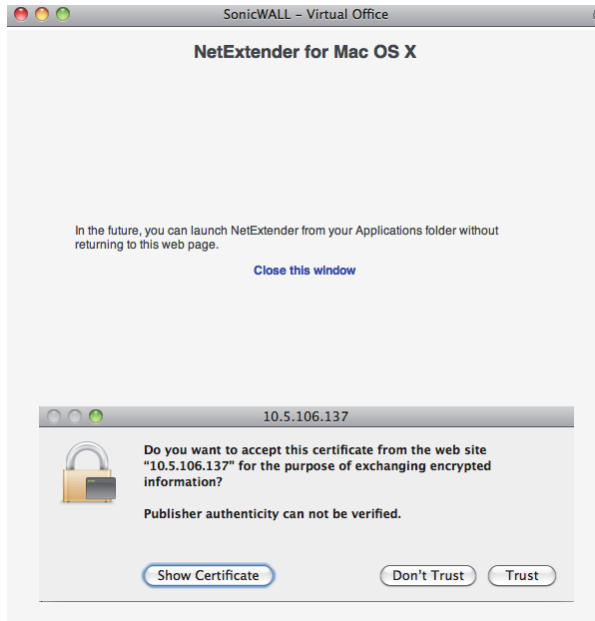 SonicWALL – Virtual Office
NetExtender for Mac OS X
In the future, you can launch NetExtender from your Applications folder without
returning to this web page.
Close this window
10.5.106.137
Do you want to accept this certificate from the web site
"10.5.106.137" for the purpose of exchanging encrypted
information?
Publisher authenticity can not be verified.
Show Certificate Don't Trust Trust